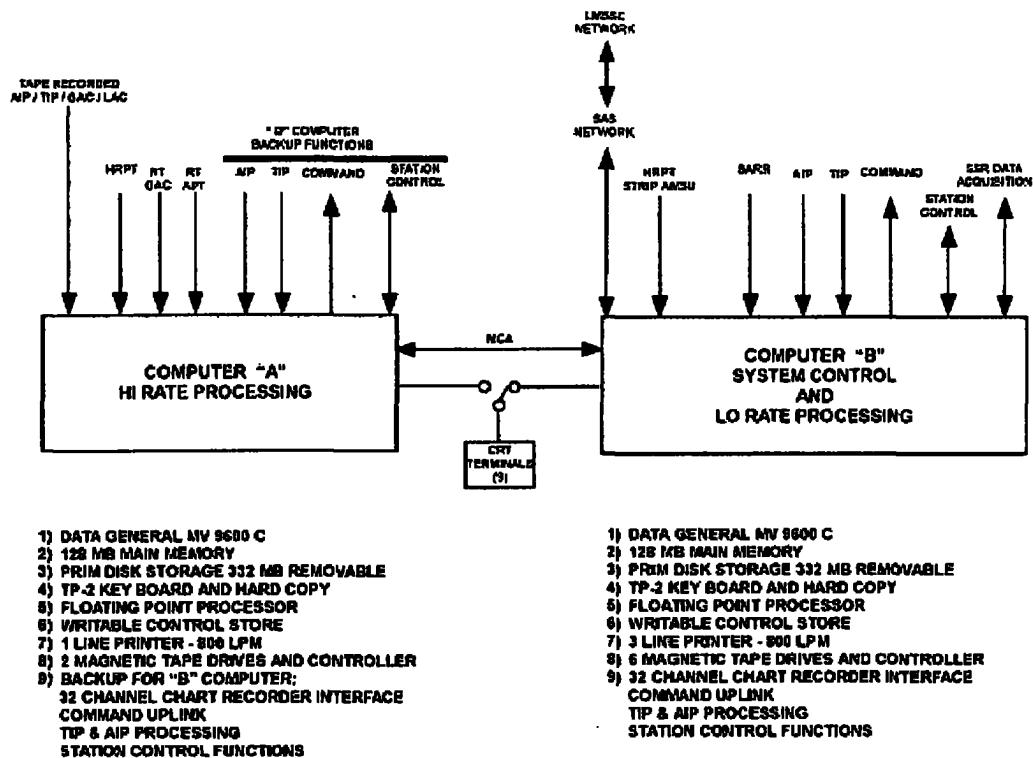 LMSSC
NETWORK
TAPE RECORDED
AIP / TIP / GAC / LAC
SAS
NETWORK
"B" COMPUTER
BACKUP FUNCTIONS
HRPT
RT
GAC
RT
APT
AIP
TIP
COMMAND
STATION
CONTROL
HRPT
STRIP AMSU
SARR
AIP
TIP
COMMAND
STATION
CONTROL
SSR DATA
ACQUISITION
COMPUTER "A"
HI RATE PROCESSING
MCA
COMPUTER "B"
SYSTEM CONTROL
AND
LO RATE PROCESSING
CRT
TERMINALS
(9)
1) DATA GENERAL MV 9600 C
2) 128 MB MAIN MEMORY
3) PRIM DISK STORAGE 332 MB REMOVABLE
4) TP-2 KEY BOARD AND HARD COPY
5) FLOATING POINT PROCESSOR
6) WRITABLE CONTROL STORE
7) 1 LINE PRINTER - 800 LPM
8) 2 MAGNETIC TAPE DRIVES AND CONTROLLER
9) BACKUP FOR "B" COMPUTER:
32 CHANNEL CHART RECORDER INTERFACE
COMMAND UPLINK
TIP & AIP PROCESSING
STATION CONTROL FUNCTIONS
1) DATA GENERAL MV 9600 C
2) 128 MB MAIN MEMORY
3) PRIM DISK STORAGE 332 MB REMOVABLE
4) TP-2 KEY BOARD AND HARD COPY
5) FLOATING POINT PROCESSOR
6) WRITABLE CONTROL STORE
7) 3 LINE PRINTER - 800 LPM
8) 6 MAGNETIC TAPE DRIVES AND CONTROLLER
9) 32 CHANNEL CHART RECORDER INTERFACE
COMMAND UPLINK
TIP & AIP PROCESSING
STATION CONTROL FUNCTIONS